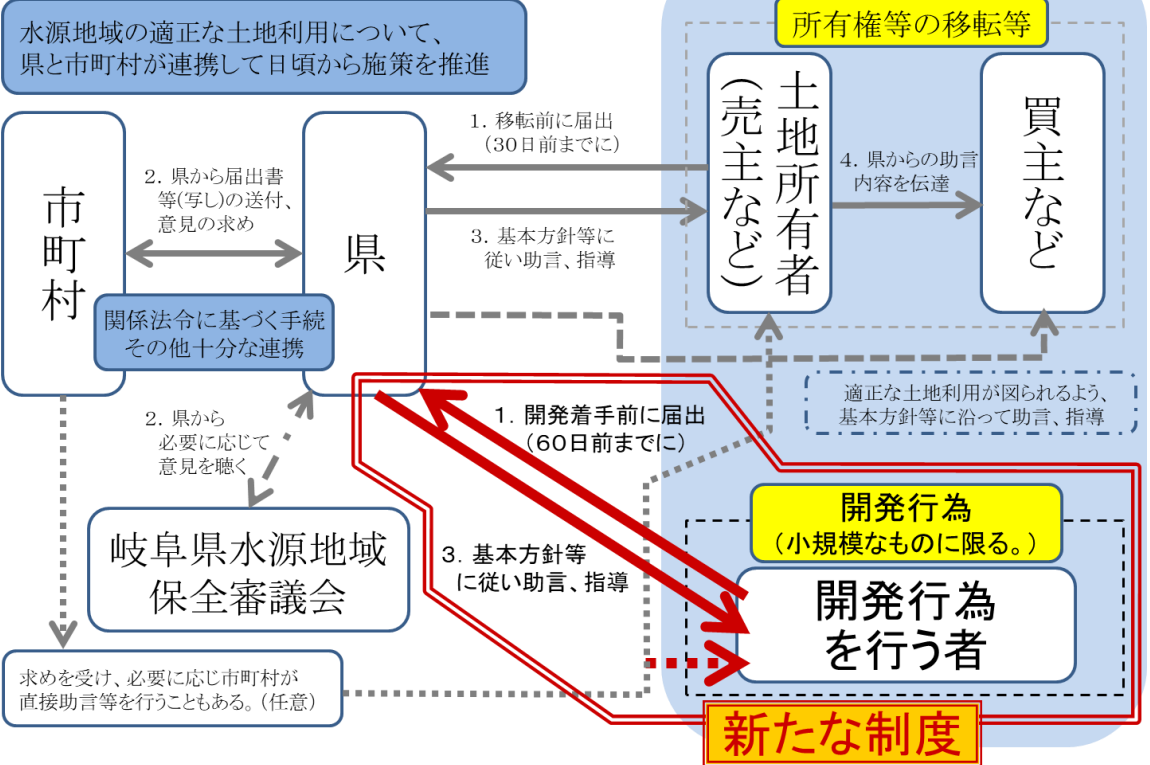 水源地域の適正な土地利用について、
県と市町村が連携して日頃から施策を推進
所有権等の移転等
市町村
2．県から届出書
等(写し)の送付、
意見の求め
県
1．移転前に届出
（30日前までに）
3．基本方針等に
従い助言、指導
土地所有者
（売主など）
4．県からの助言
内容を伝達
買主など
関係法令に基づく手続
その他十分な連携
適正な土地利用が図られるよう、
基本方針等に沿って助言、指導
2．県から
必要に応じて
意見を聴く
1．開発着手前に届出
（60日前までに）
岐阜県水源地域
保全審議会
3．基本方針等
に従い助言、指導
開発行為
（小規模なものに限る。）
開発行為
を行う者
求めを受け、必要に応じ市町村が
直接助言等を行うこともある。（任意）
新たな制度